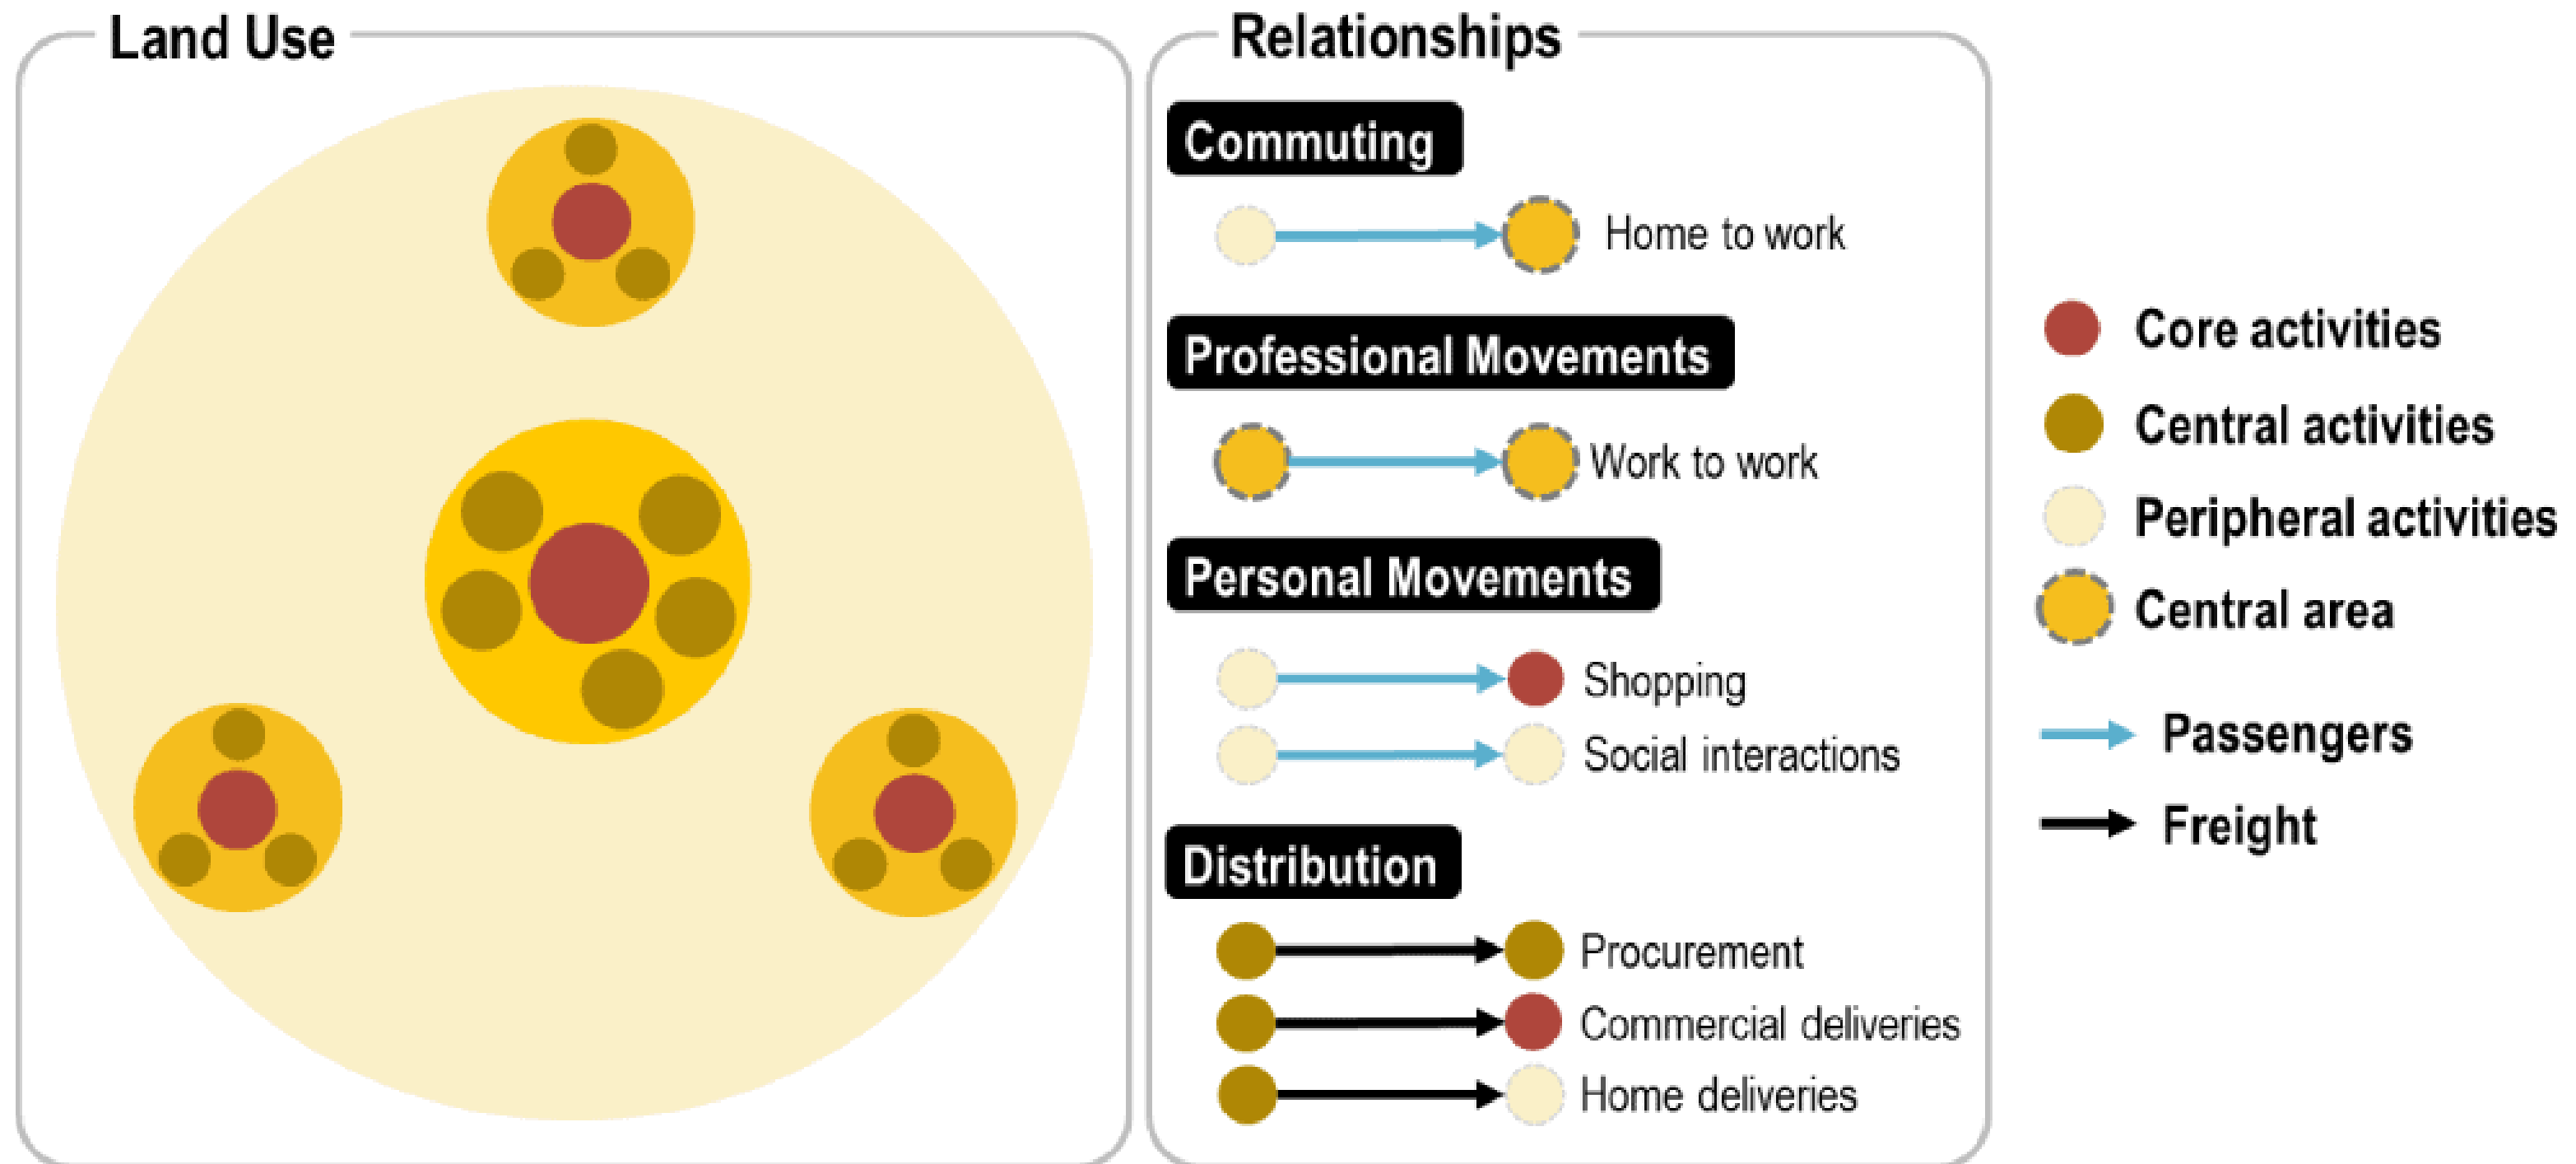 Land Use
Relationships
Commuting
Home to work
Professional Movements
Work to work
Personal Movements
Shopping
Social interactions
Distribution
Procurement
Commercial deliveries
Home deliveries
Core activities
Central activities
Peripheral activities
Central area
Passengers
Freight